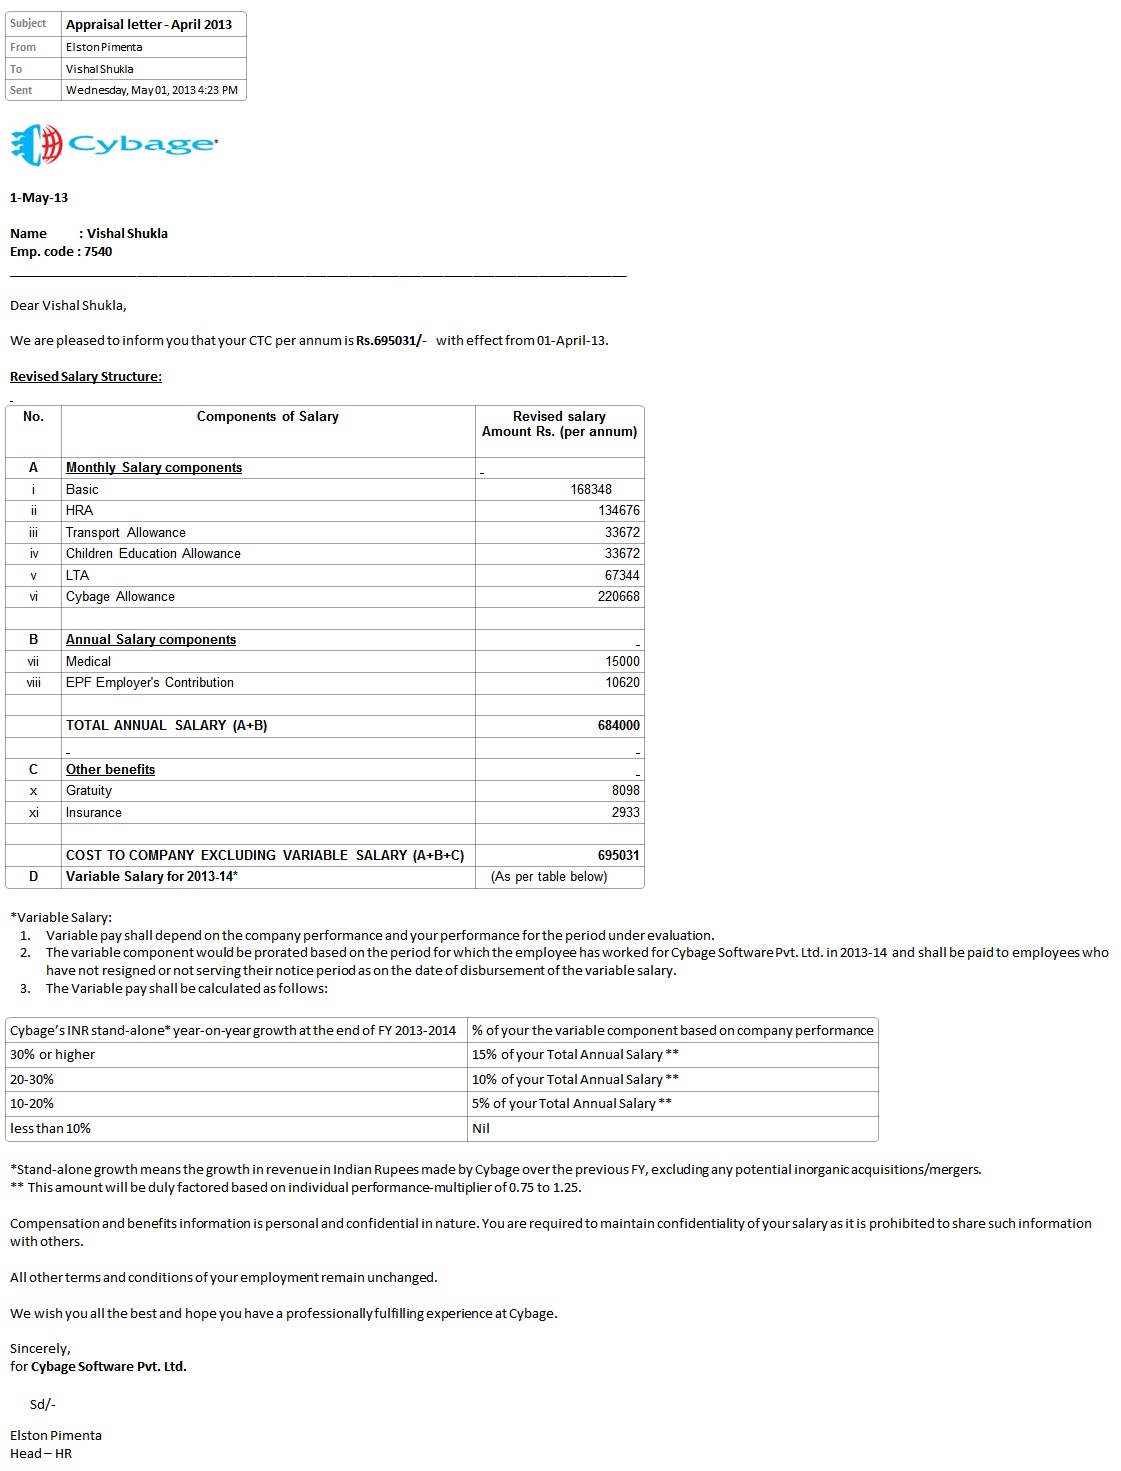 Subject Appraisal letter - April 2013
From Elston Pimenta
To Vishal Shukla
Sent Wednesday, May 01, 2013 4:23 PM
Cybage
1-May-13
Name : Vishal Shukla
Emp. code : 7540
Dear Vishal Shukla,
We are pleased to inform you that your CTC per annum is Rs.695031/- with effect from 01-April-13.
Revised Salary Structure:
No. Components of Salary Revised salary
Amount Rs. (per annum)
A Monthly Salary components -
i Basic 168348
ii HRA 134676
iii Transport Allowance 33672
iv Children Education Allowance 33672
v LTA 67344
vi Cybage Allowance 220668
B Annual Salary components -
vii Medical 15000
viii EPF Employer's Contribution 10620
TOTAL ANNUAL SALARY (A+B) 684000
- -
C Other benefits -
x Gratuity 8098
xi Insurance 2933
COST TO COMPANY EXCLUDING VARIABLE SALARY (A+B+C) 695031
D Variable Salary for 2013-14* (As per table below)
*Variable Salary:
1. Variable pay shall depend on the company performance and your performance for the period under evaluation.
2. The variable component would be prorated based on the period for which the employee has worked for Cybage Software Pvt. Ltd. in 2013-14 and shall be paid to employees who
have not resigned or not serving their notice period as on the date of disbursement of the variable salary.
3. The Variable pay shall be calculated as follows:
Cybage's INR stand-alone* year-on-year growth at the end of FY 2013-2014 % of your the variable component based on company performance
30% or higher 15% of your Total Annual Salary **
20-30% 10% of your Total Annual Salary **
10-20% 5% of your Total Annual Salary **
less than 10% Nil
*Stand-alone growth means the growth in revenue in Indian Rupees made by Cybage over the previous FY, excluding any potential inorganic acquisitions/mergers.
** This amount will be duly factored based on individual performance-multiplier of 0.75 to 1.25.
Compensation and benefits information is personal and confidential in nature. You are required to maintain confidentiality of your salary as it is prohibited to share such information
with others.
All other terms and conditions of your employment remain unchanged.
We wish you all the best and hope you have a professionally fulfilling experience at Cybage.
Sincerely,
for Cybage Software Pvt. Ltd.
Sd/-
Elston Pimenta
Head – HR